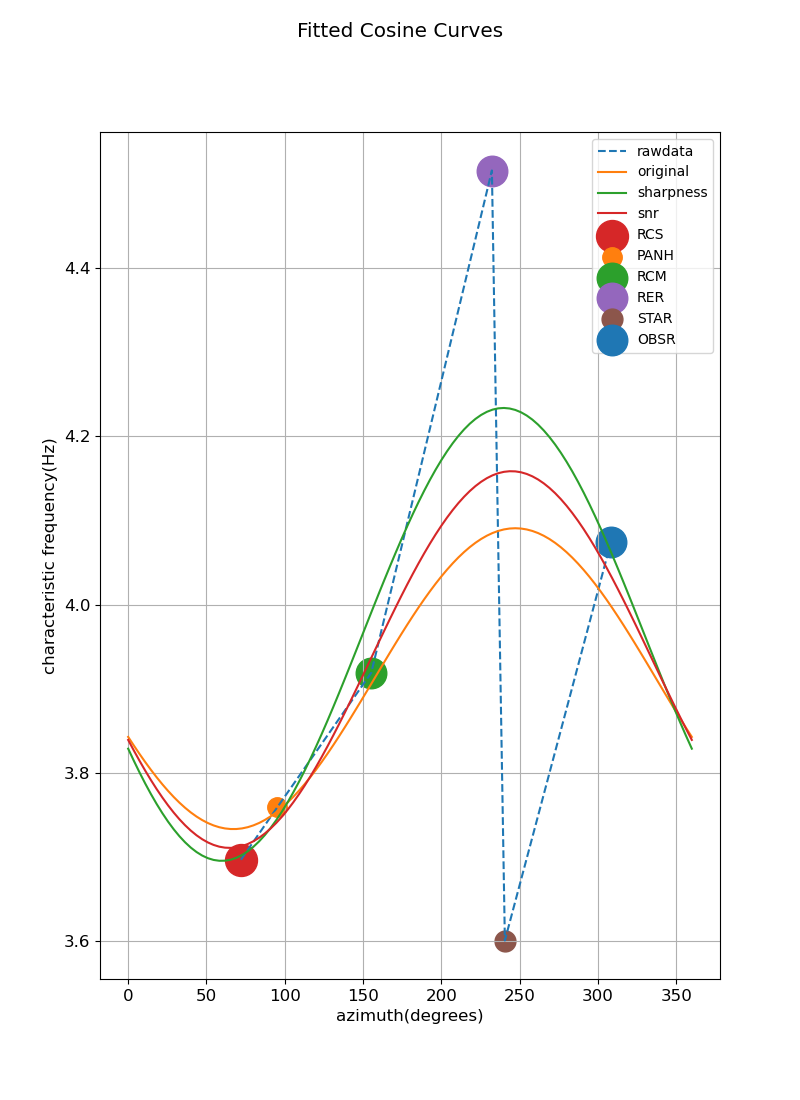 Fitted Cosine Curves
rawdata
original
sharpness
snr
RCS
PANH
RCM
RER
STAR
OBSR
characteristic frequency(Hz)
4.4
4.2
4.0
3.8
3.6
0 50 100 150 200 250 300 350
azimuth(degrees)